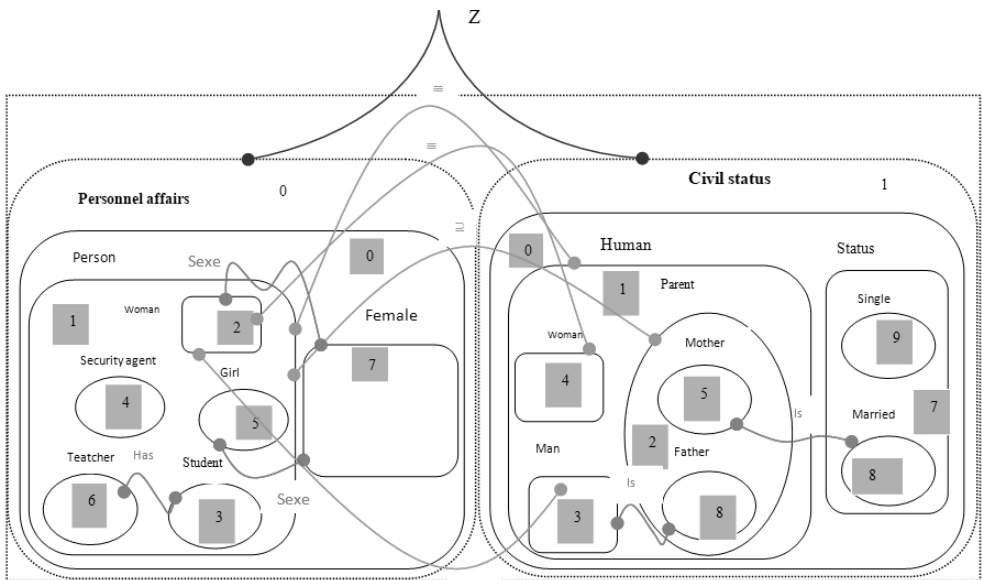 Z
≡
≡
Personnel affairs
0
Civil status
1
⊇
Person
Sexe
0
0
Human
Status
1
Woman
2
Female
1
Parent
Single
Security agent
Girl
7
Woman
Mother
9
4
5
4
5
Is
Married
7
Teatcher
Has
Student
Man
2
Father
6
3
Sexe
Is
8
3
8